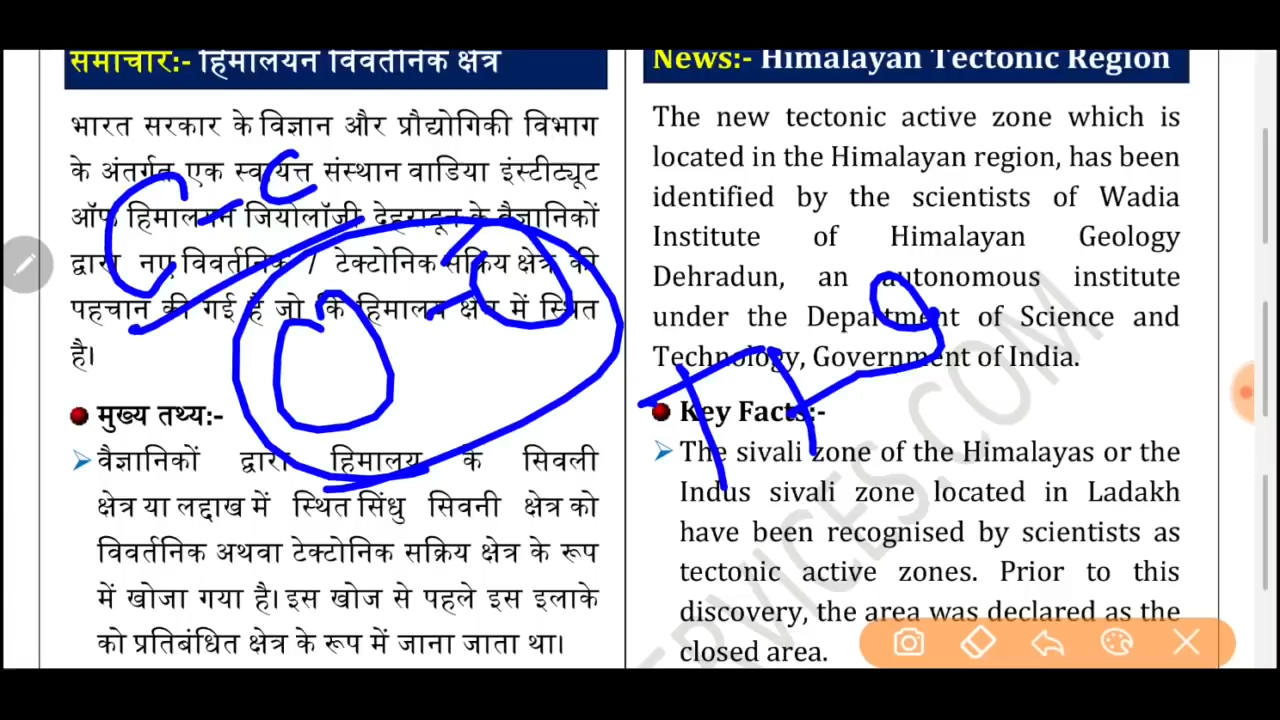 समाचार:- हिमालयन विवर्तनिक क्षेत्र
भारत सरकार के विज्ञान और प्रौद्योगिकी विभाग
के अंतर्गत एक स्वायत्त संस्थान वाडिया इंस्टीट्यूट
ऑफ हिमालयन जियोलॉजी देहरादून के वैज्ञानिकों
द्वारा नए विवर्तनिक / टेक्टोनिक सक्रिय क्षेत्र की
पहचान की गई है जो कि हिमालय क्षेत्र में स्थित
है।
मुख्य तथ्य:-
वैज्ञानिकों द्वारा हिमालय के सिवली
क्षेत्र या लद्दाख में स्थित सिंधु सिवनी क्षेत्र को
विवर्तनिक अथवा टेक्टोनिक सक्रिय क्षेत्र के रूप
में खोजा गया है। इस खोज से पहले इस इलाके
को प्रतिबंधित क्षेत्र के रूप में जाना जाता था।
News:- Himalayan Tectonic Region
The new tectonic active zone which is
located in the Himalayan region, has been
identified by the scientists of Wadia
Institute of Himalayan Geology
Dehradun, an autonomous institute
under the Department of Science and
Technology, Government of India.
Key Facts:-
The sivali zone of the Himalayas or the
Indus sivali zone located in Ladakh
have been recognised by scientists as
tectonic active zones. Prior to this
discovery, the area was declared as the
closed area.
C-C
O-O